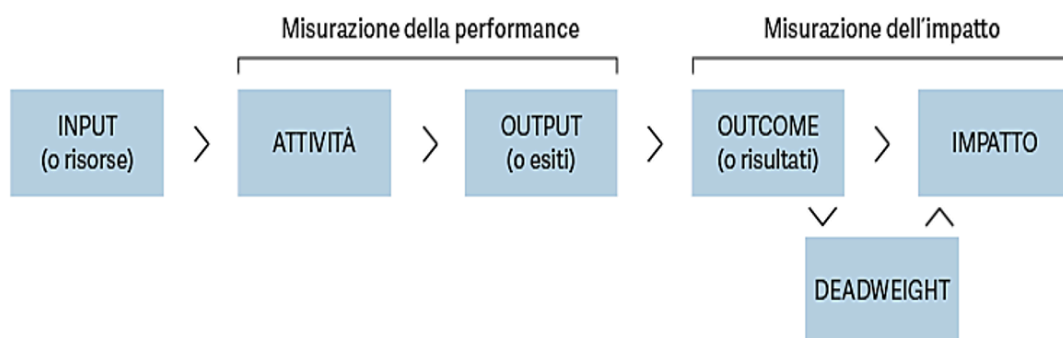 Misurazione della performance
Misurazione dell'impatto
INPUT
(o risorse)
>
ATTIVITÀ
>
OUTPUT
(o esiti)
>
OUTCOME
(o risultati)
>
IMPATTO
DEADWEIGHT